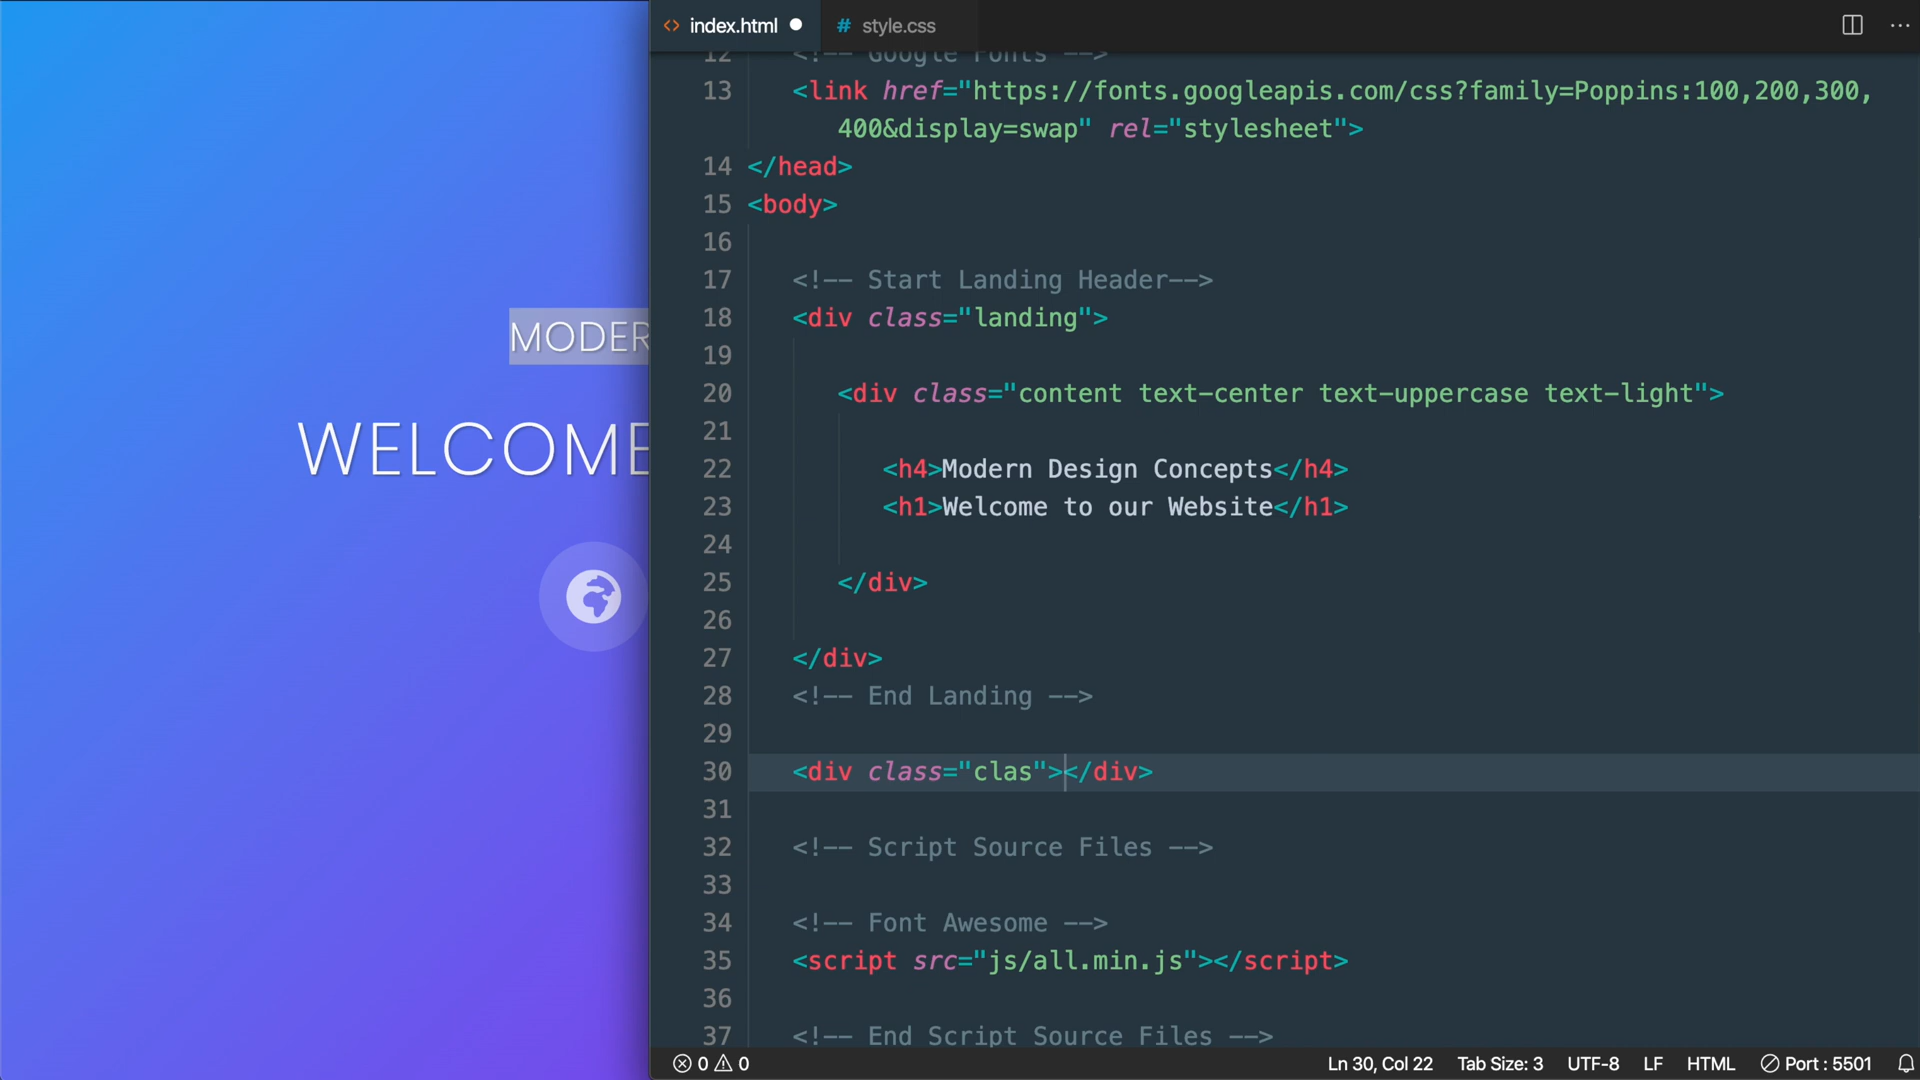 MODER
WELCOME
index.html
# style.css
12 <!-- Google Fonts -->
13 <link href="https://fonts.googleapis.com/css?family=Poppins:100,200,300,
400&display=swap" rel="stylesheet">
14 </head>
15 <body>
16
17 <!-- Start Landing Header-->
18 <div class="landing">
19
20 <div class="content text-center text-uppercase text-light">
21
22 <h4>Modern Design Concepts</h4>
23 <h1>Welcome to our Website</h1>
24
25 </div>
26
27 </div>
28 <!-- End Landing -->
29
30 <div class="clas"></div>
31
32 <!-- Script Source Files -->
33
34 <!-- Font Awesome -->
35 <script src="js/all.min.js"></script>
36
37 <!-- End Script Source Files -->
0 0 Ln 30, Col 22 Tab Size: 3 UTF-8 LF HTML Port : 5501